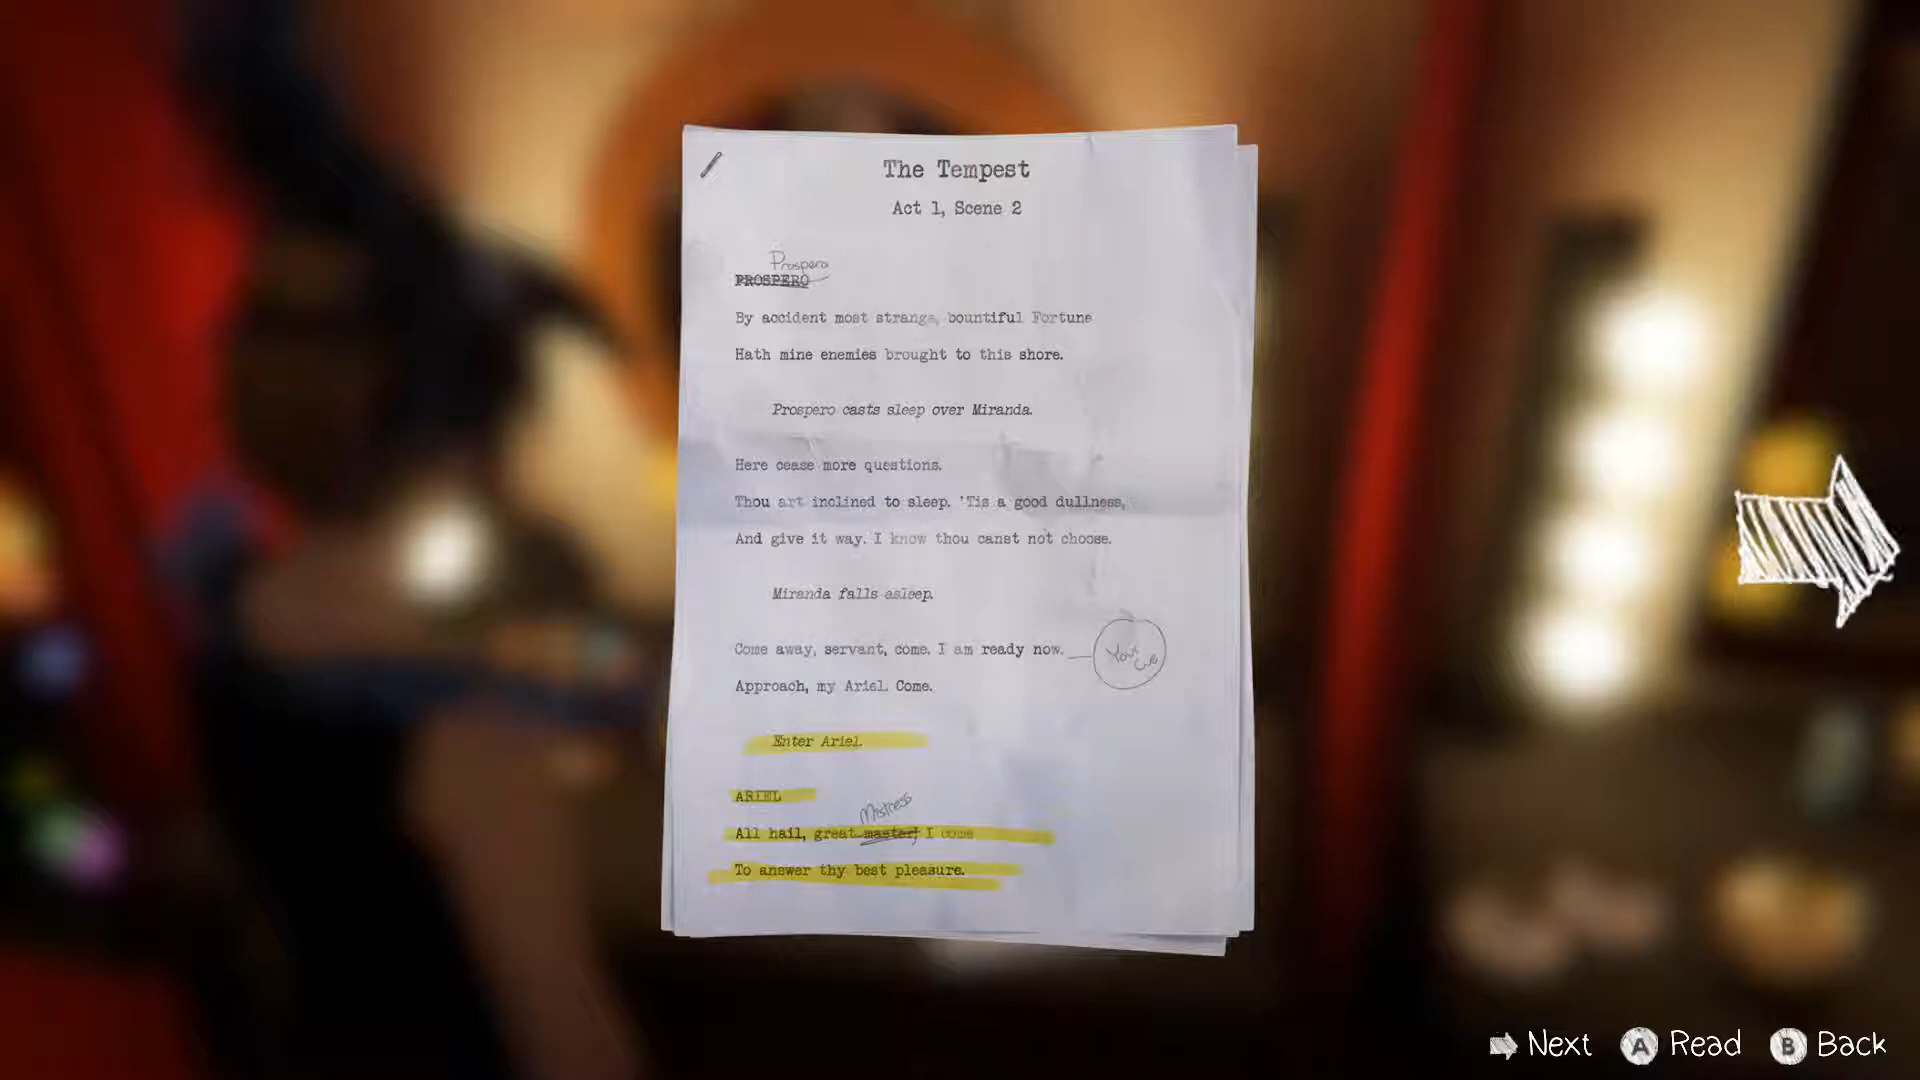 The Tempest
Act 1, Scene 2
Prospera
PROSPERO
By accident most strange, bountiful Fortune
Hath mine enemies brought to this shore.
Prospero casts sleep over Miranda.
Here cease more questions.
Thou art inclined to sleep. 'Tis a good dullness,
And give it way. I know thou canst not choose.
Miranda falls asleep.
Come away, servant, come. I am ready now.
Your cue
Approach, my Ariel. Come.
Enter Ariel.
ARIEL
Mistress
All hail, great master, I come
To answer thy best pleasure.
Next A Read B Back